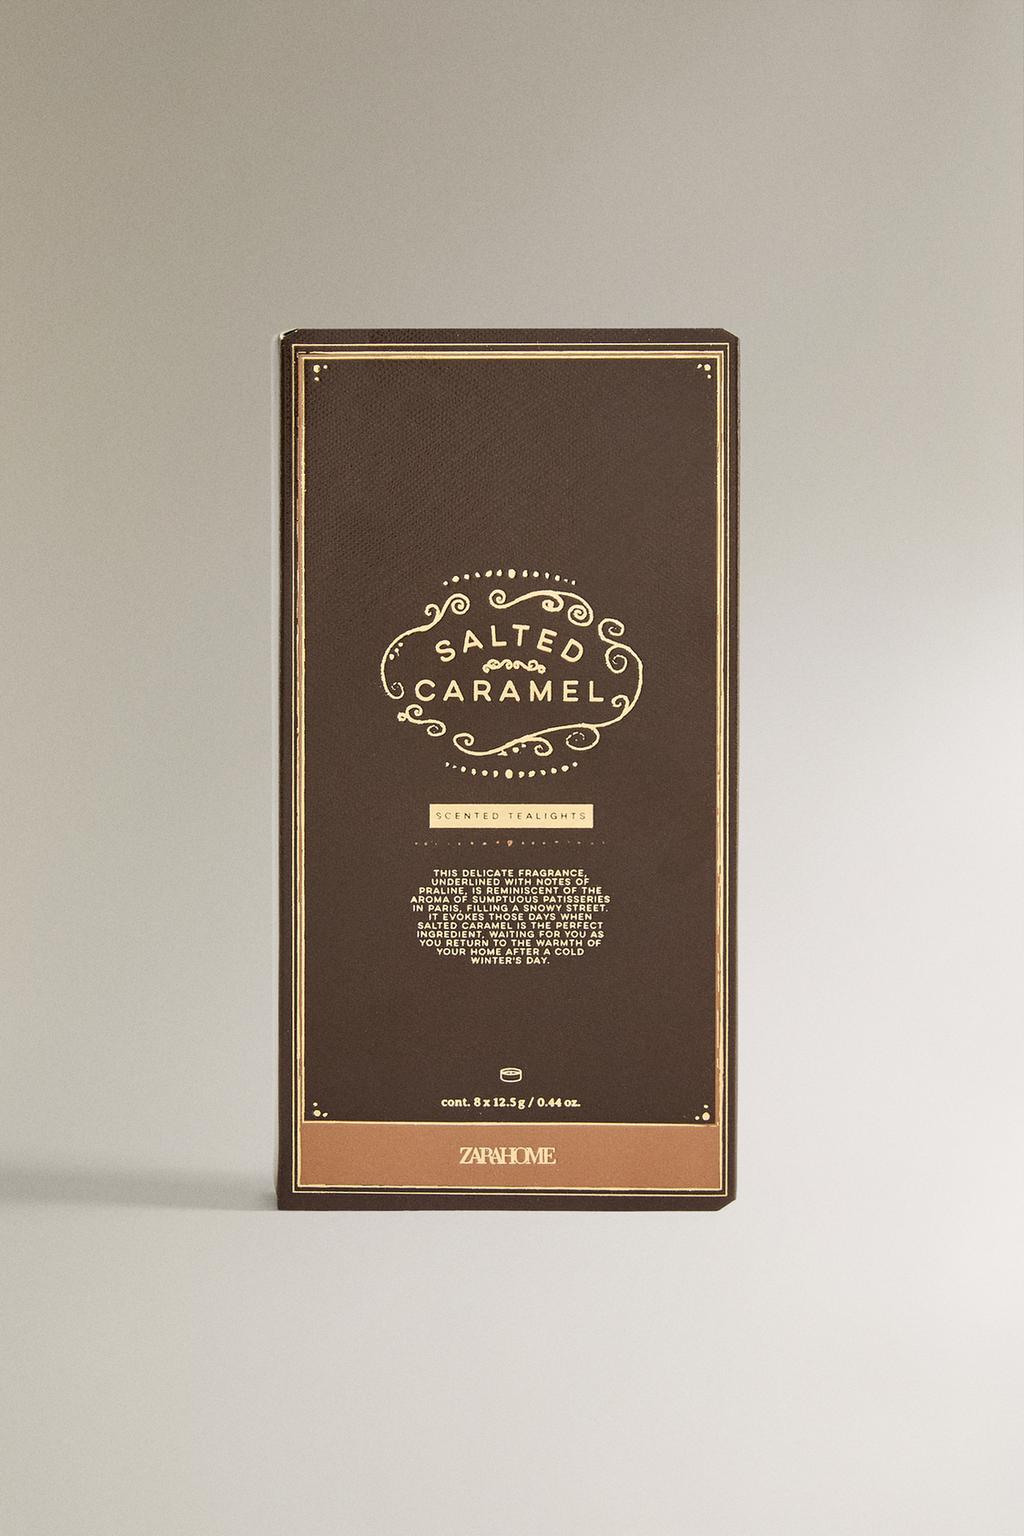 SALTED
CARAMEL
SCENTED TEALIGHTS
THIS DELICATE FRAGRANCE,
UNDERLINED WITH NOTES OF
PRALINE, IS REMINISCENT OF THE
AROMA OF SUMPTUOUS PATISSERIES
IN PARIS, FILLING A SNOWY STREET.
IT EVOKES THOSE DAYS WHEN
SALTED CARAMEL IS THE PERFECT
INGREDIENT, WAITING FOR YOU AS
YOU RETURN TO THE WARMTH OF
YOUR HOME AFTER A COLD
WINTER'S DAY.
cont. 8 x 12.5 g / 0.44 oz.
ZARAHOME